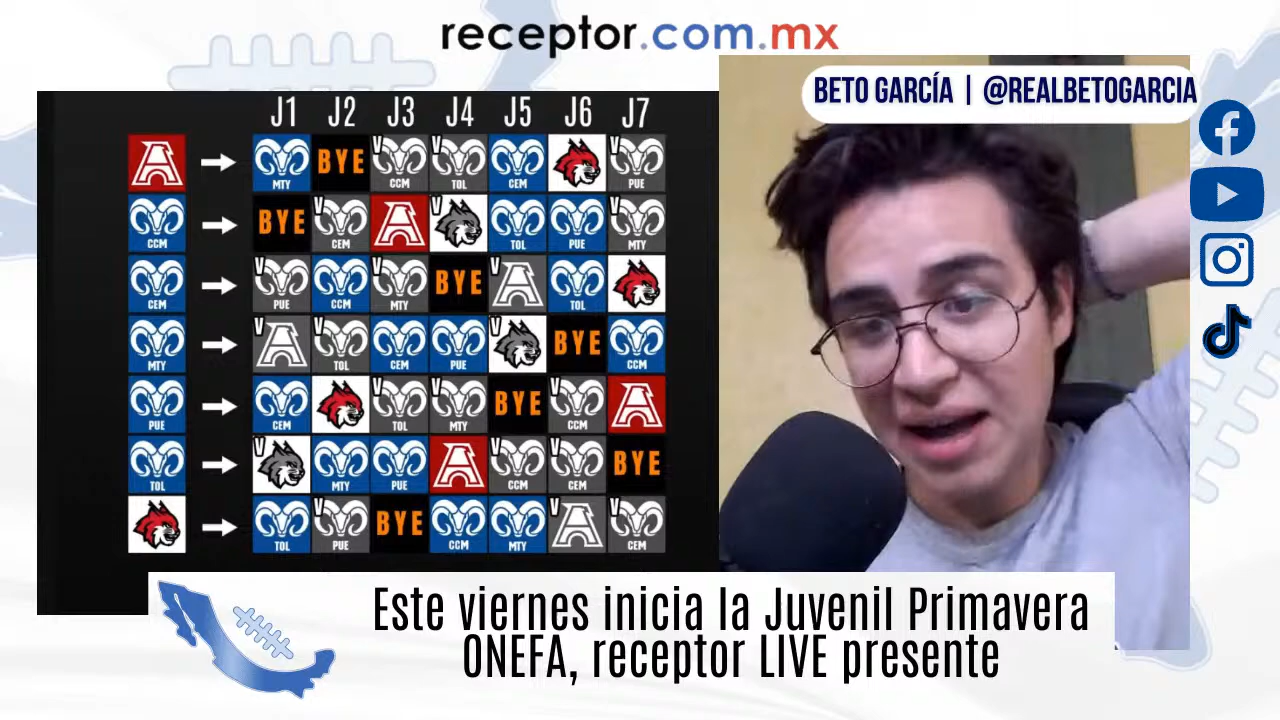 receptor.com.mx
BETO GARCÍA | @REALBETOGARCIA
J1 J2 J3 J4 J5 J6 J7
A MTY BYE V CCM V TOL CEM V PUE
CCM BYE V CEM A V TOL PUE V MTY
CEM V PUE CCM V MTY BYE V A TOL
MTY V A V TOL CEM PUE V BYE CCM
PUE CEM V TOL V MTY BYE V CCM A
TOL V MTY PUE A V CCM V CEM BYE
TOL V PUE BYE CCM MTY V A V CEM
Este viernes inicia la Juvenil Primavera
ONEFA, receptor LIVE presente